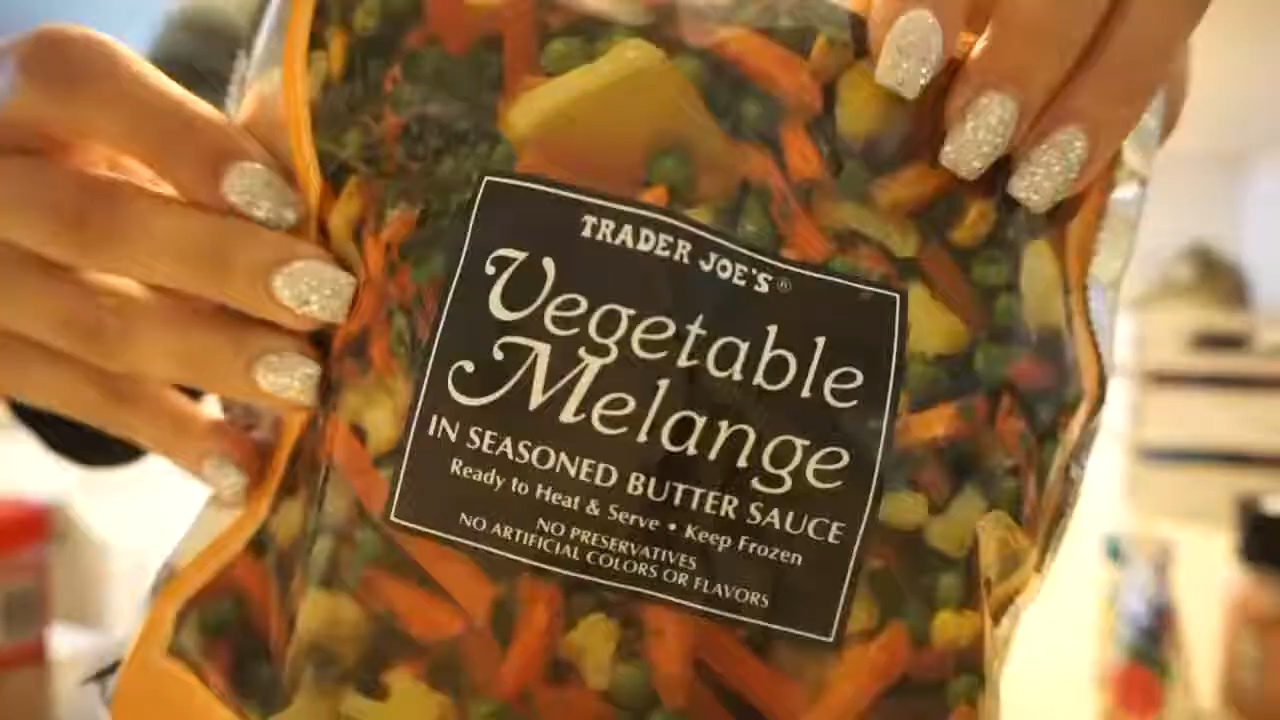 TRADER JOE'S®
Vegetable
Melange
IN SEASONED BUTTER SAUCE
Ready to Heat & Serve • Keep Frozen
NO PRESERVATIVES
NO ARTIFICIAL COLORS OR FLAVORS